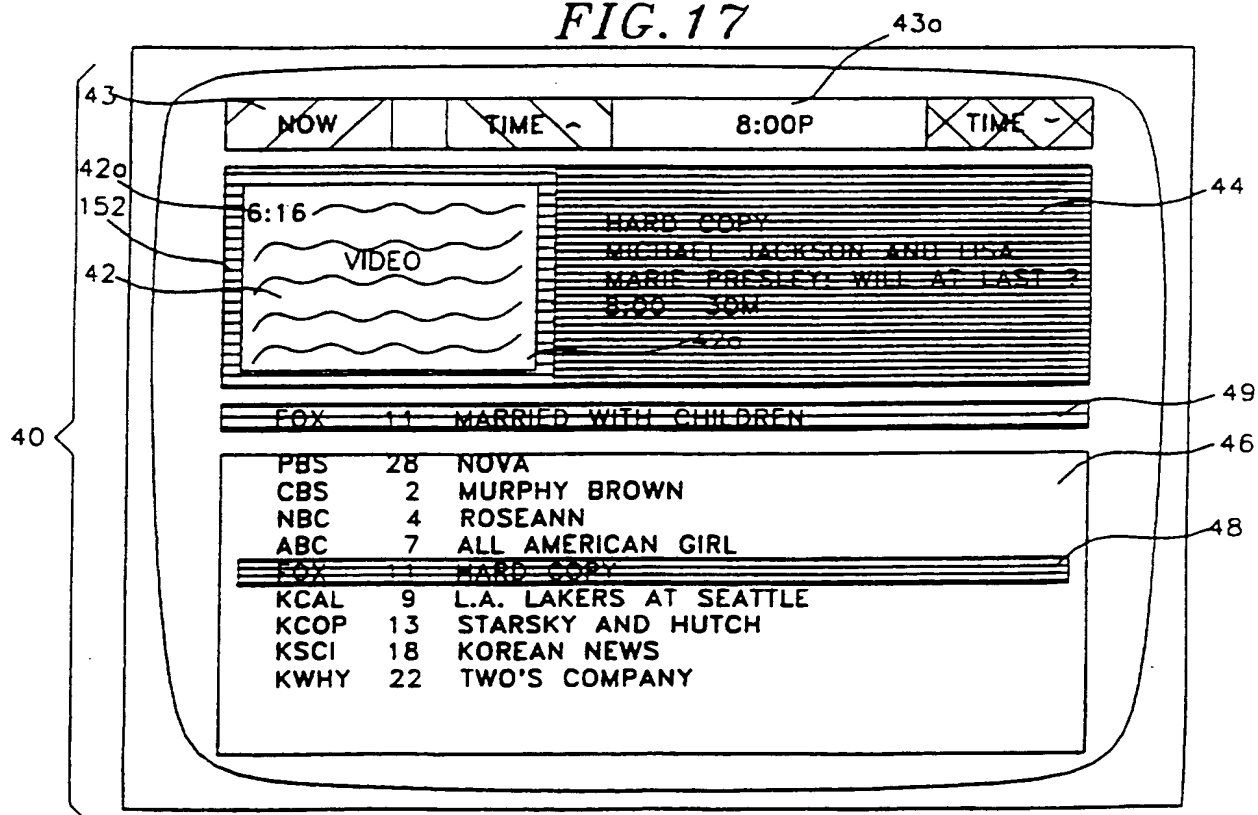 FIG. 17
43a
43
NOW TIME ~ 8:00P TIME ~
42a
152
42
6:16
VIDEO
42a
HARD COPY
MICHAEL JACKSON AND LISA
MARIE PRESLEY: WILL AT LAST ?
8:00 30M
44
FOX 11 MARRIED WITH CHILDREN
49
40
46
PBS 28 NOVA
CBS 2 MURPHY BROWN
NBC 4 ROSEANN
ABC 7 ALL AMERICAN GIRL
48
FOX 11 HARD COPY
KCAL 9 L.A. LAKERS AT SEATTLE
KCOP 13 STARSKY AND HUTCH
KSCI 18 KOREAN NEWS
KWHY 22 TWO'S COMPANY